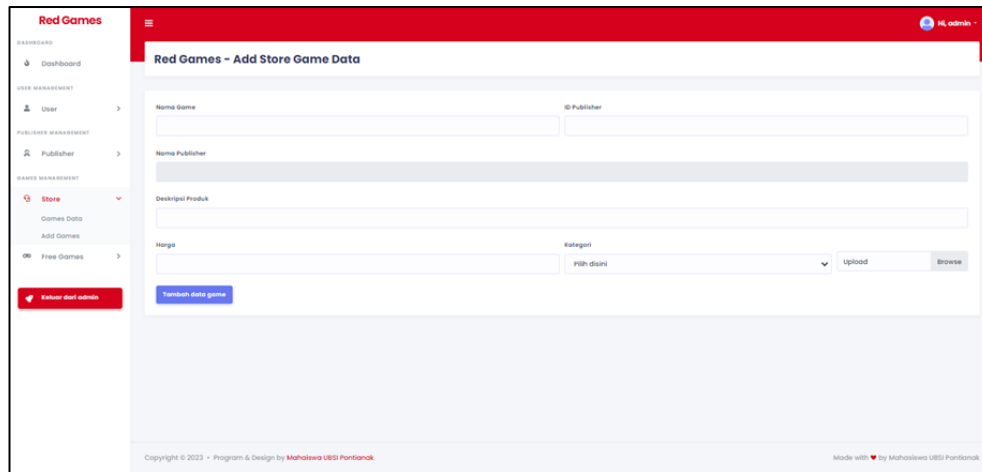 Red Games
Hi, admin
DASHBOARD
Dashboard
USER MANAGEMENT
User
PUBLISHER MANAGEMENT
Publisher
GAMES MANAGEMENT
Store
Games Data
Add Games
Free Games
Keluar dari admin
Red Games - Add Store Game Data
Nama Game
ID Publisher
Nama Publisher
Deskripsi Produk
Harga
Kategori
Pilih disini
Upload
Browse
Tambah data game
Copyright © 2023 • Program & Design by Mahaiswa UBSI Pontianak
Made with ♥ by Mahasiswa UBSI Pontianak